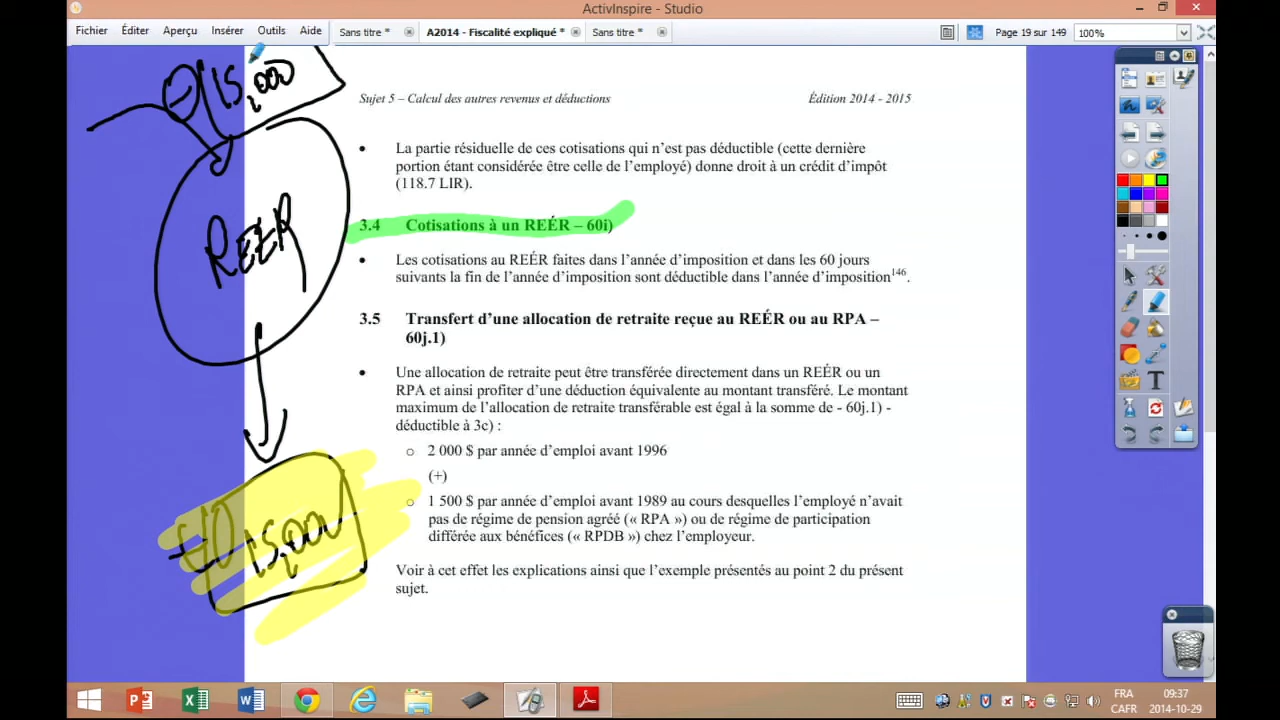 ActivInspire - Studio
Fichier Éditer Aperçu Insérer Outils Aide Sans titre * A2014 - Fiscalité expliqué * Sans titre * Page 19 sur 149 100%
15,000
REÉR
15,000
Sujet 5 – Calcul des autres revenus et déductions Édition 2014 - 2015
• La partie résiduelle de ces cotisations qui n’est pas déductible (cette dernière
portion étant considérée être celle de l’employé) donne droit à un crédit d’impôt
(118.7 LIR).
3.4 Cotisations à un REÉR – 60i)
• Les cotisations au REÉR faites dans l’année d’imposition et dans les 60 jours
suivants la fin de l’année d’imposition sont déductible dans l’année d’imposition146.
3.5 Transfert d’une allocation de retraite reçue au REÉR ou au RPA –
60j.1)
• Une allocation de retraite peut être transférée directement dans un REÉR ou un
RPA et ainsi profiter d’une déduction équivalente au montant transféré. Le montant
maximum de l’allocation de retraite transférable est égal à la somme de - 60j.1) -
déductible à 3c) :
o 2 000 $ par année d’emploi avant 1996
(+)
o 1 500 $ par année d’emploi avant 1989 au cours desquelles l’employé n’avait
pas de régime de pension agréé (« RPA ») ou de régime de participation
différée aux bénéfices (« RPDB ») chez l’employeur.
Voir à cet effet les explications ainsi que l’exemple présentés au point 2 du présent
sujet.
FRA
CAFR
09:37
2014-10-29